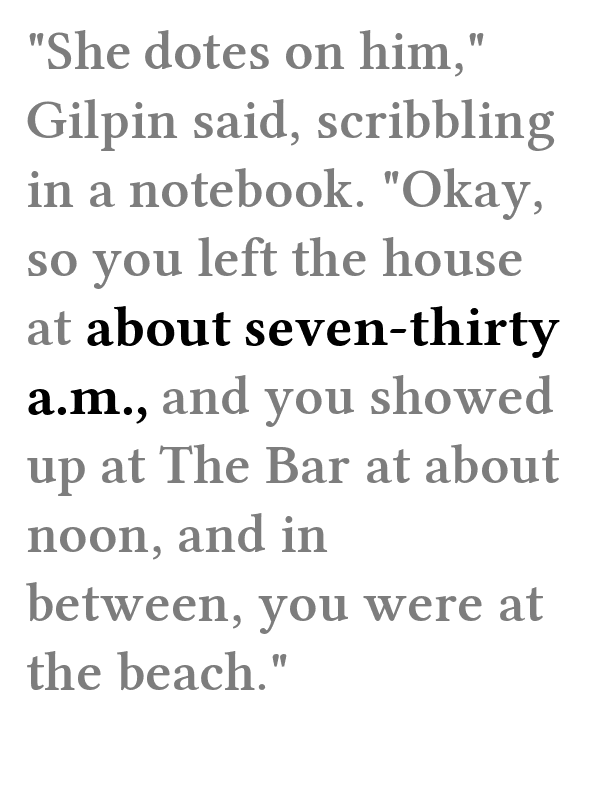 "She dotes on him,"
Gilpin said, scribbling
in a notebook. "Okay,
so you left the house
at about seven-thirty
a.m., and you showed
up at The Bar at about
noon, and in
between, you were at
the beach."